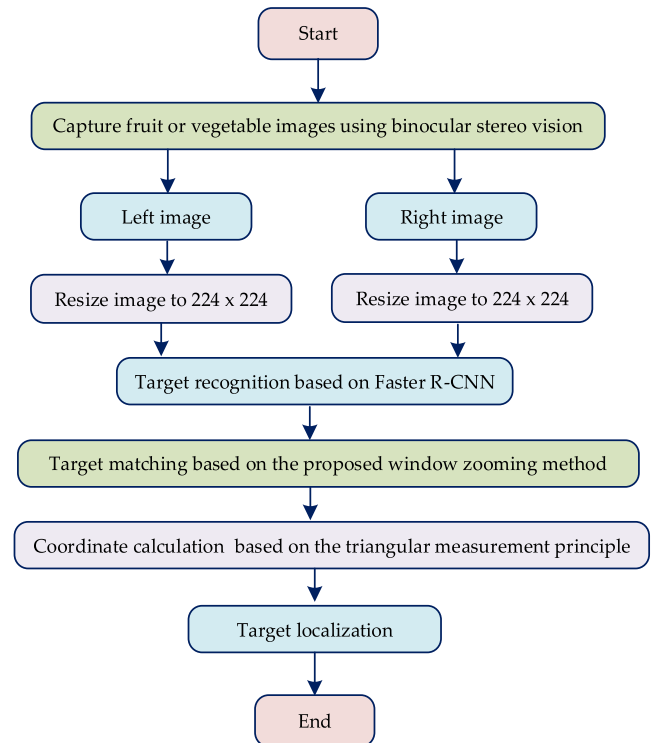 Start
Capture fruit or vegetable images using binocular stereo vision
Left image
Right image
Resize image to 224 x 224
Resize image to 224 x 224
Target recognition based on Faster R-CNN
Target matching based on the proposed window zooming method
Coordinate calculation based on the triangular measurement principle
Target localization
End